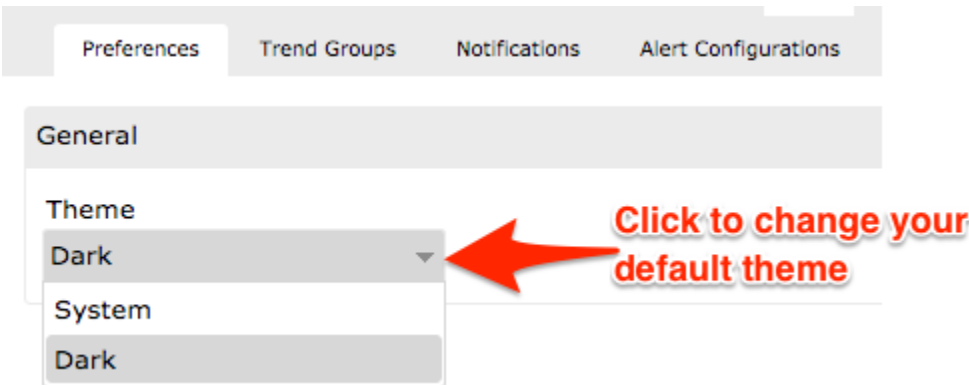 Preferences Trend Groups Notifications Alert Configurations
General
Theme
Dark
Click to change your
default theme
System
Dark